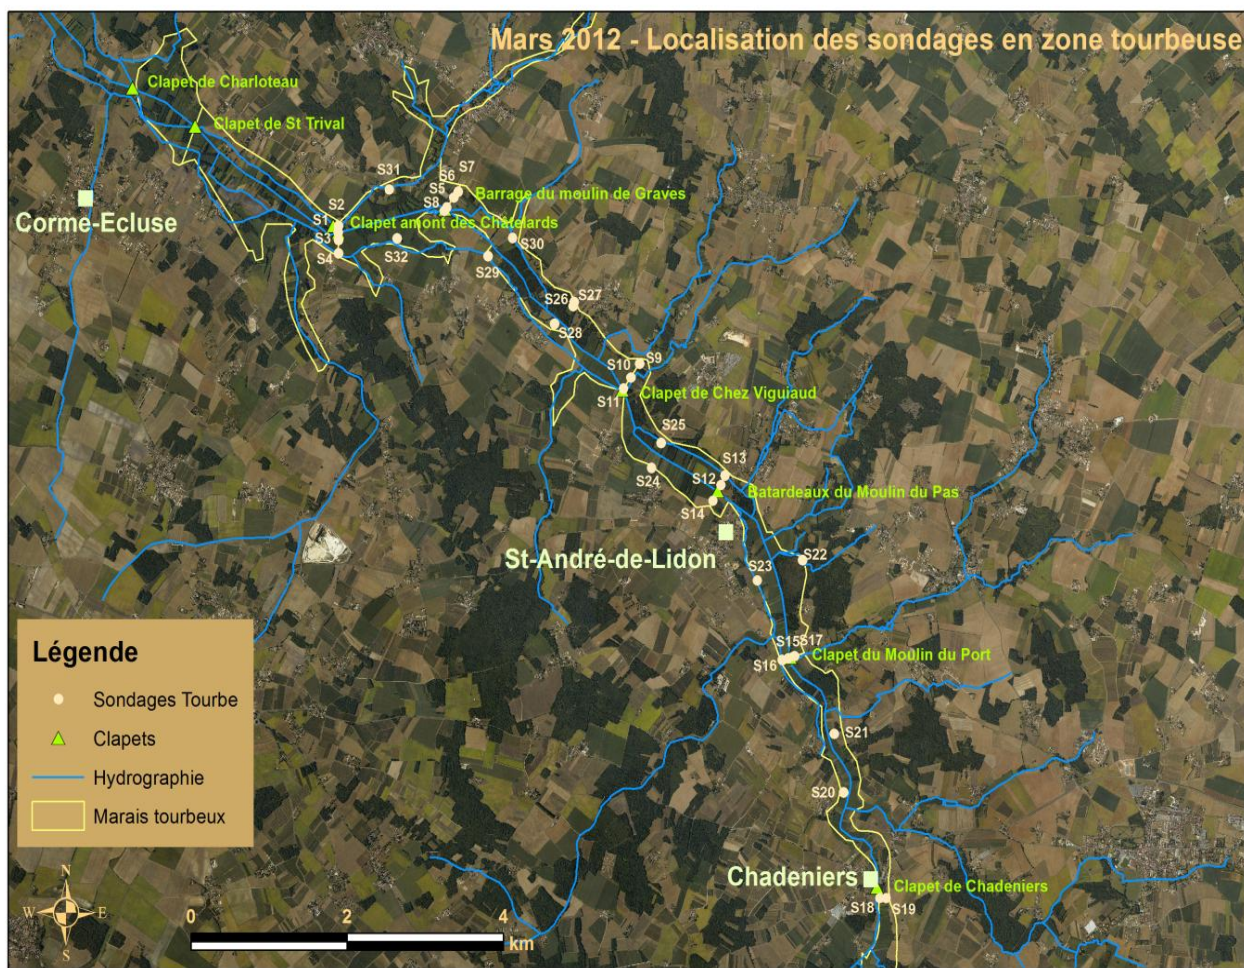 Mars 2012 - Localisation des sondages en zone tourbeuse
Clapet de Charloteau
Clapet de St Trival
S31
S7
S6
S5
Barrage du moulin de Graves
Corme-Ecluse
S2
S8
S1
Clapet amont des Châtelards
S3
S30
S4
S32
S29
S26
S27
S28
S9
S10
S11
Clapet de Chez Viguiaud
S25
S13
S24
S12
Batardeaux du Moulin du Pas
S14
St-André-de-Lidon
S22
S23
S15
S17
Clapet du Moulin du Port
S16
S21
S20
Chadeniers
Clapet de Chadeniers
S18
S19
Légende
Sondages Tourbe
Clapets
Hydrographie
Marais tourbeux
N
W
E
S
0
2
4
km